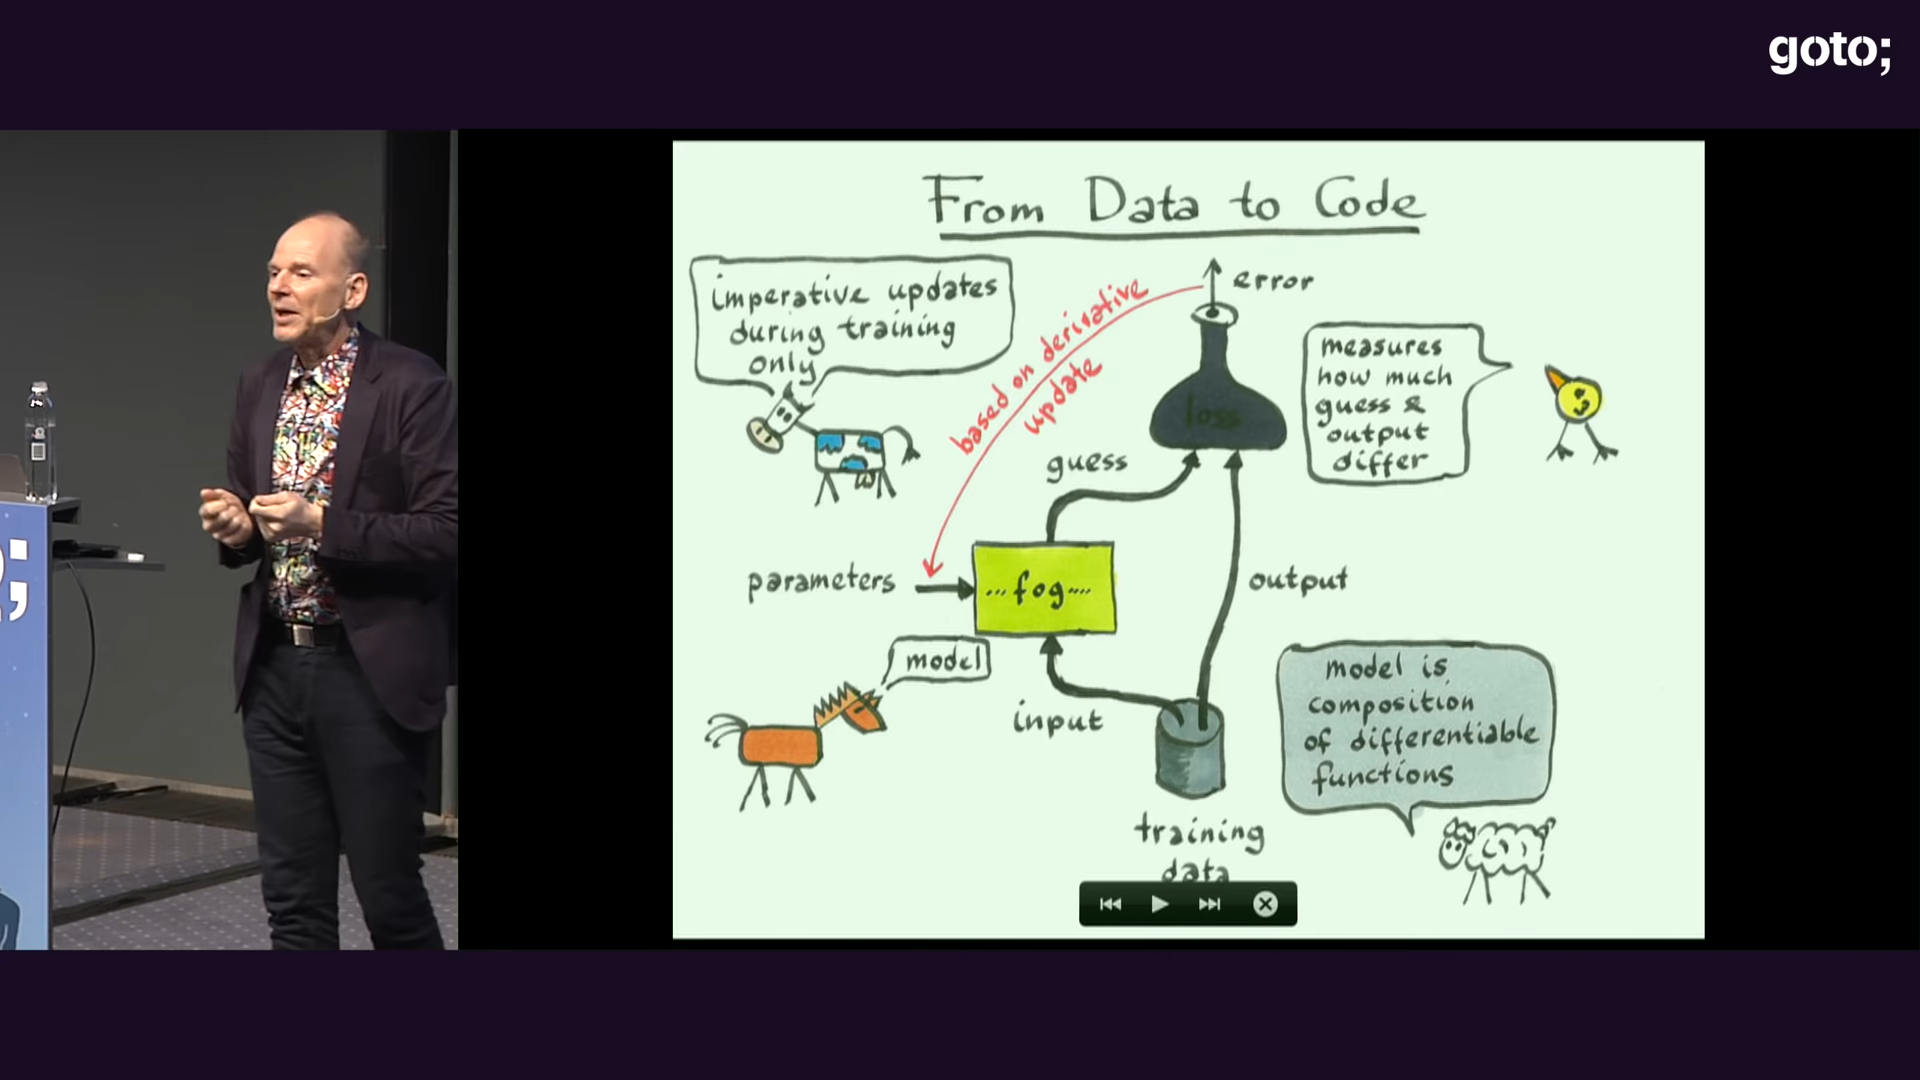 goto;
From Data to Code
imperative updates
during training
only
error
based on derivative
update
loss
measures
how much
guess &
output
differ
guess
parameters
...fog....
output
model
input
model is
composition
of differentiable
functions
training
data
;